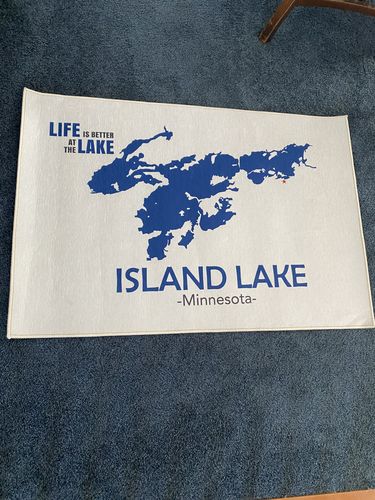 LIFE IS BETTER
AT
THE LAKE
ISLAND LAKE
-Minnesota-